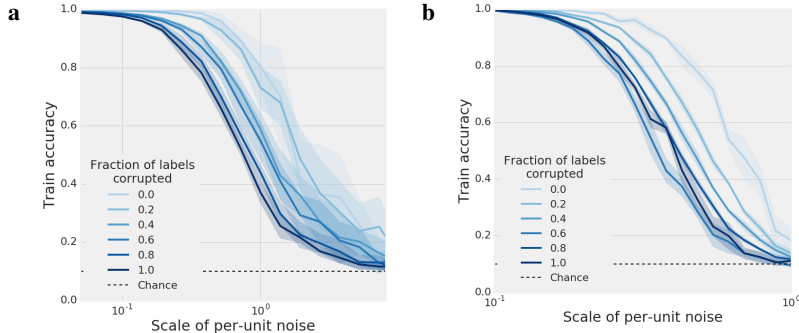 a
1.0
0.8
0.6
0.4
0.2
0.0
Train accuracy
Fraction of labels
corrupted
0.0
0.2
0.4
0.6
0.8
1.0
Chance
10⁻¹
10⁰
Scale of per-unit noise
b
1.0
0.8
0.6
0.4
0.2
0.0
Train accuracy
Fraction of labels
corrupted
0.0
0.2
0.4
0.6
0.8
1.0
Chance
10⁻¹
10⁰
Scale of per-unit noise